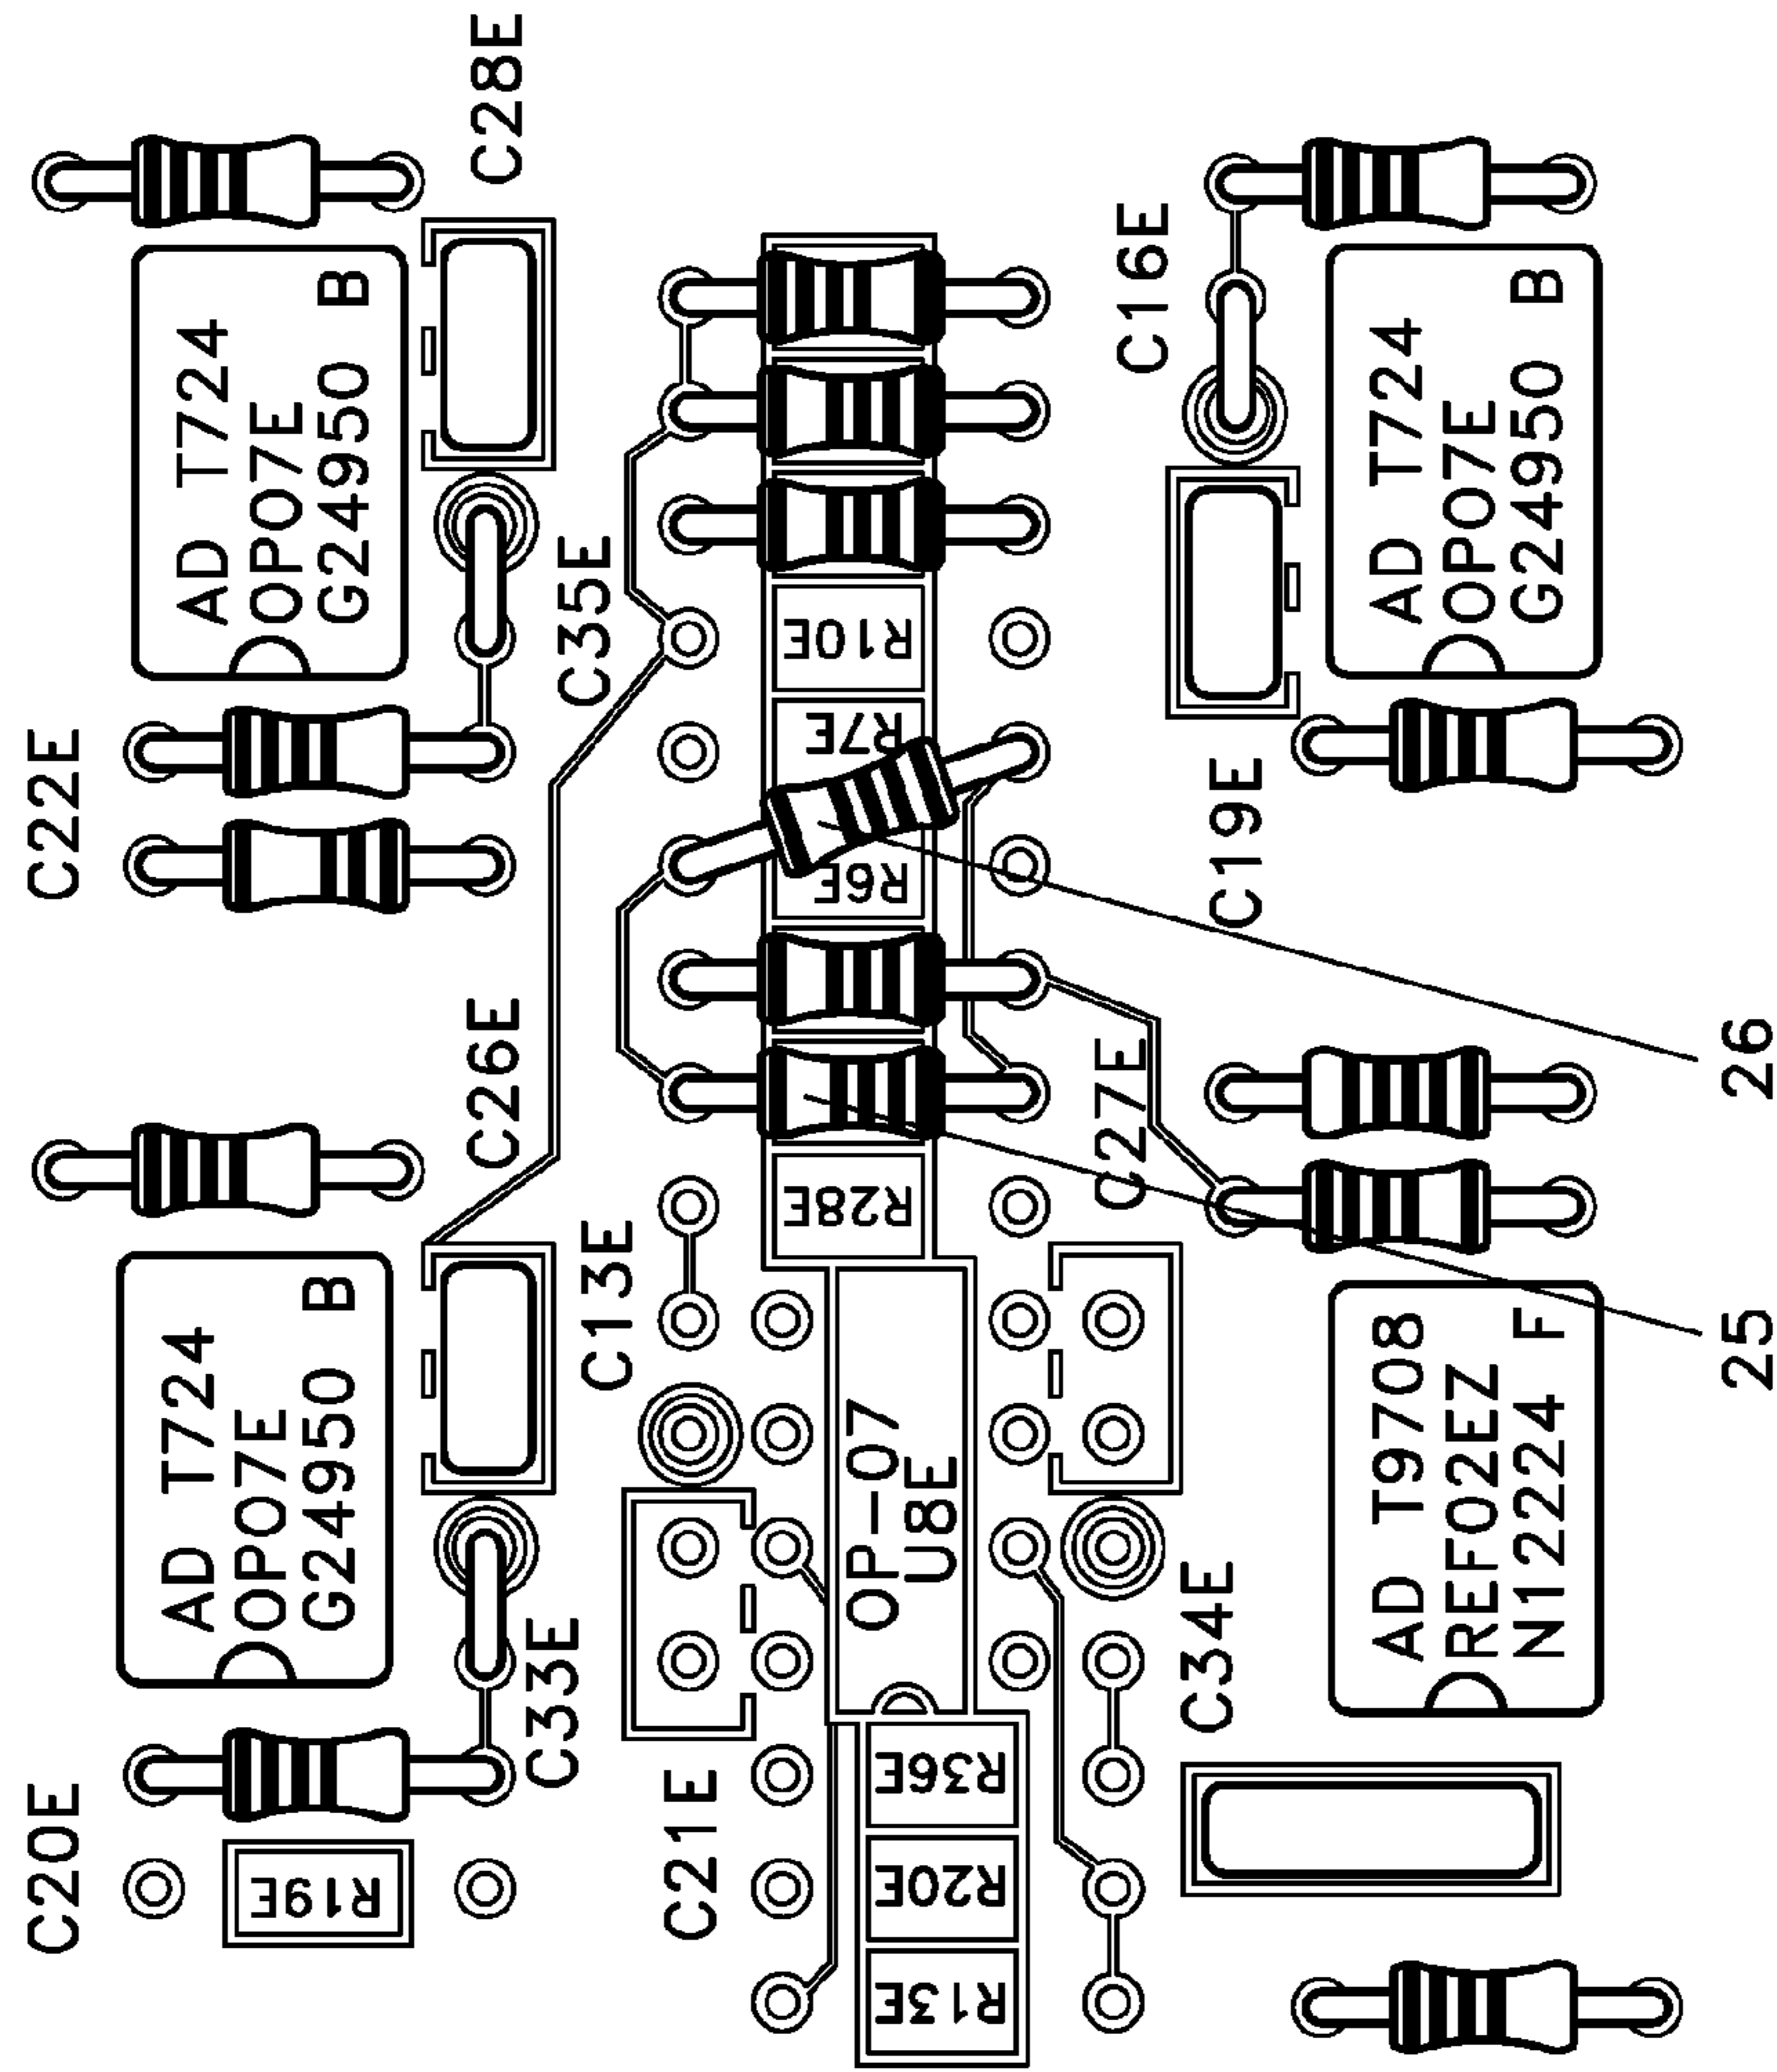 C28E
AD T724
OP07E
G24950 B
C22E
C35E
C16E
AD T724
OP07E
G24950 B
C19E
R10E
R7E
R6E
R28E
C26E
C27E
26
25
C13E
AD T724
OP07E
G24950 B
C33E
C20E
R19E
C21E
OP-07
U8E
R36E
R20E
R13E
C34E
AD T9708
REF02EZ
N12224 F